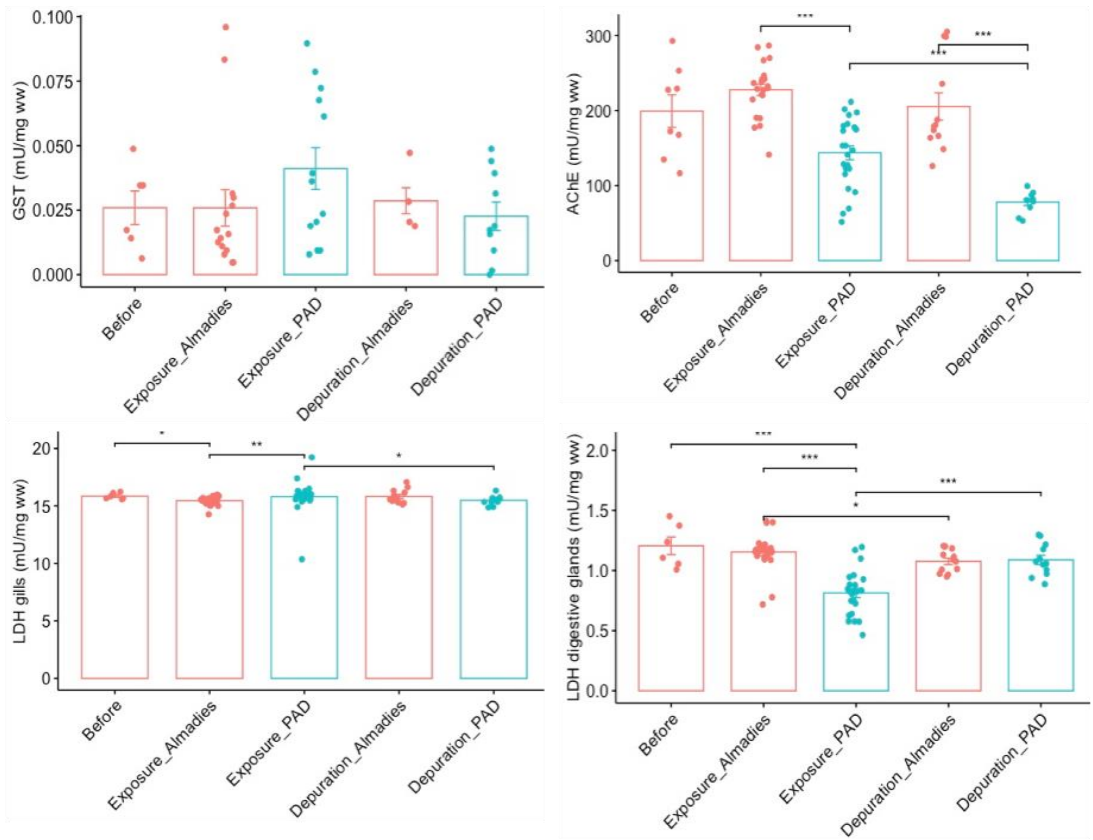 GST (mU/mg ww)
0.100
0.075
0.050
0.025
0.000
Before
Exposure_Almadies
Exposure_PAD
Depuration_Almadies
Depuration_PAD
AChE (mU/mg ww)
300
200
100
0
***
***
***
Before
Exposure_Almadies
Exposure_PAD
Depuration_Almadies
Depuration_PAD
LDH gills (mU/mg ww)
20
15
10
5
0
*
**
*
Before
Exposure_Almadies
Exposure_PAD
Depuration_Almadies
Depuration_PAD
LDH digestive glands (mU/mg ww)
2.0
1.5
1.0
0.5
0.0
***
***
***
*
Before
Exposure_Almadies
Exposure_PAD
Depuration_Almadies
Depuration_PAD